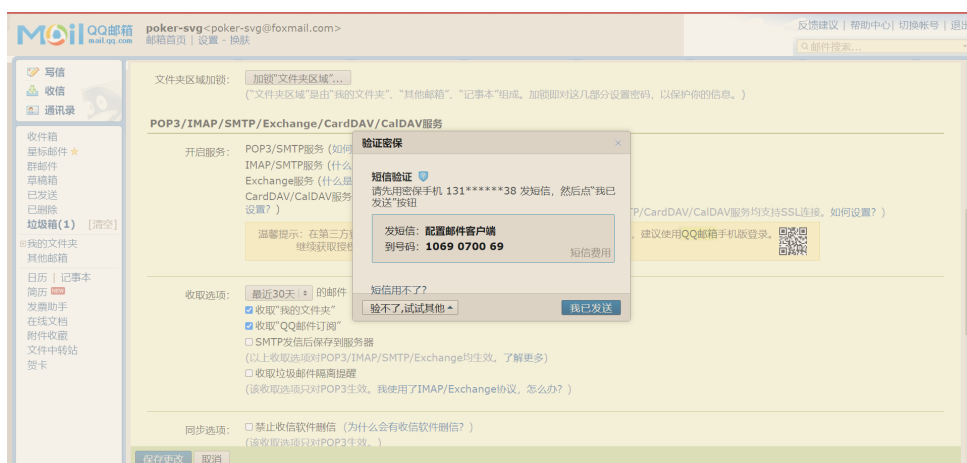 MAil QQ邮箱 mail.qq.com
poker-svg<poker-svg@foxmail.com>
邮箱首页 | 设置 - 换肤
反馈建议 | 帮助中心 | 切换帐号 | 退出
邮件搜索...
写信
收信
通讯录
收件箱
星标邮件
群邮件
草稿箱
已发送
已删除
垃圾箱(1) [清空]
我的文件夹
其他邮箱
日历 | 记事本
简历 NEW
发票助手
在线文档
附件收藏
文件中转站
贺卡
文件夹区域加锁: 加锁"文件夹区域"...
("文件夹区域"是由"我的文件夹"、"其他邮箱"、"记事本"组成。加锁即对这几部分设置密码，以保护你的信息。)
POP3/IMAP/SMTP/Exchange/CardDAV/CalDAV服务
开启服务: POP3/SMTP服务 (如何
IMAP/SMTP服务 (什么
Exchange服务 (什么是
CardDAV/CalDAV服务
设置? )
P/CardDAV/CalDAV服务均支持SSL连接。如何设置? )
温馨提示: 在第三方
继续获取授权
，建议使用QQ邮箱手机版登录。
验证密保
短信验证
请先用密保手机 131******38 发短信，然后点"我已
发送"按钮
发短信: 配置邮件客户端
到号码: 1069 0700 69
短信费用
短信用不了?
验不了,试试其他
我已发送
收取选项: 最近30天 的邮件
收取"我的文件夹"
收取"QQ邮件订阅"
SMTP发信后保存到服务器
(以上收取选项对POP3/IMAP/SMTP/Exchange均生效。了解更多)
收取垃圾邮件隔离提醒
(该收取选项只对POP3生效。我使用了IMAP/Exchange协议，怎么办? )
同步选项: 禁止收信软件删信 (为什么会有收信软件删信? )
(该收取选项只对POP3生效。)
保存更改 取消